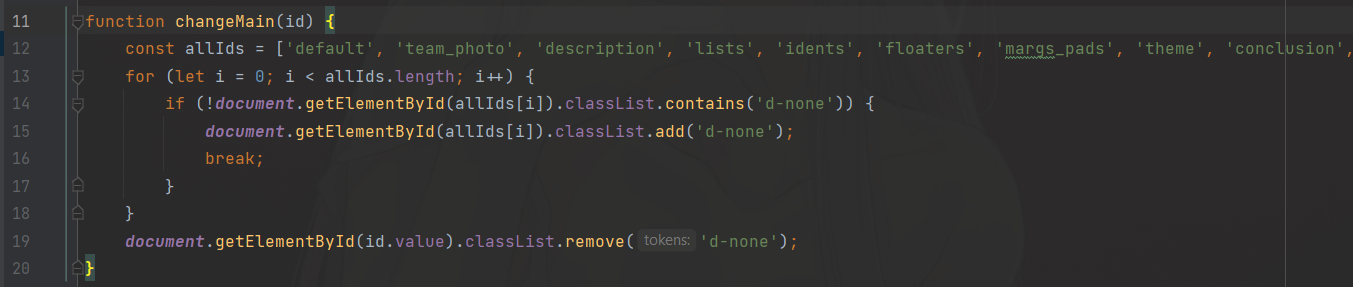 11 function changeMain(id) {
12 const allIds = ['default', 'team_photo', 'description', 'lists', 'idents', 'floaters', 'margs_pads', 'theme', 'conclusion',
13 for (let i = 0; i < allIds.length; i++) {
14 if (!document.getElementById(allIds[i]).classList.contains('d-none')) {
15 document.getElementById(allIds[i]).classList.add('d-none');
16 break;
17 }
18 }
19 document.getElementById(id.value).classList.remove( tokens: 'd-none');
20 }